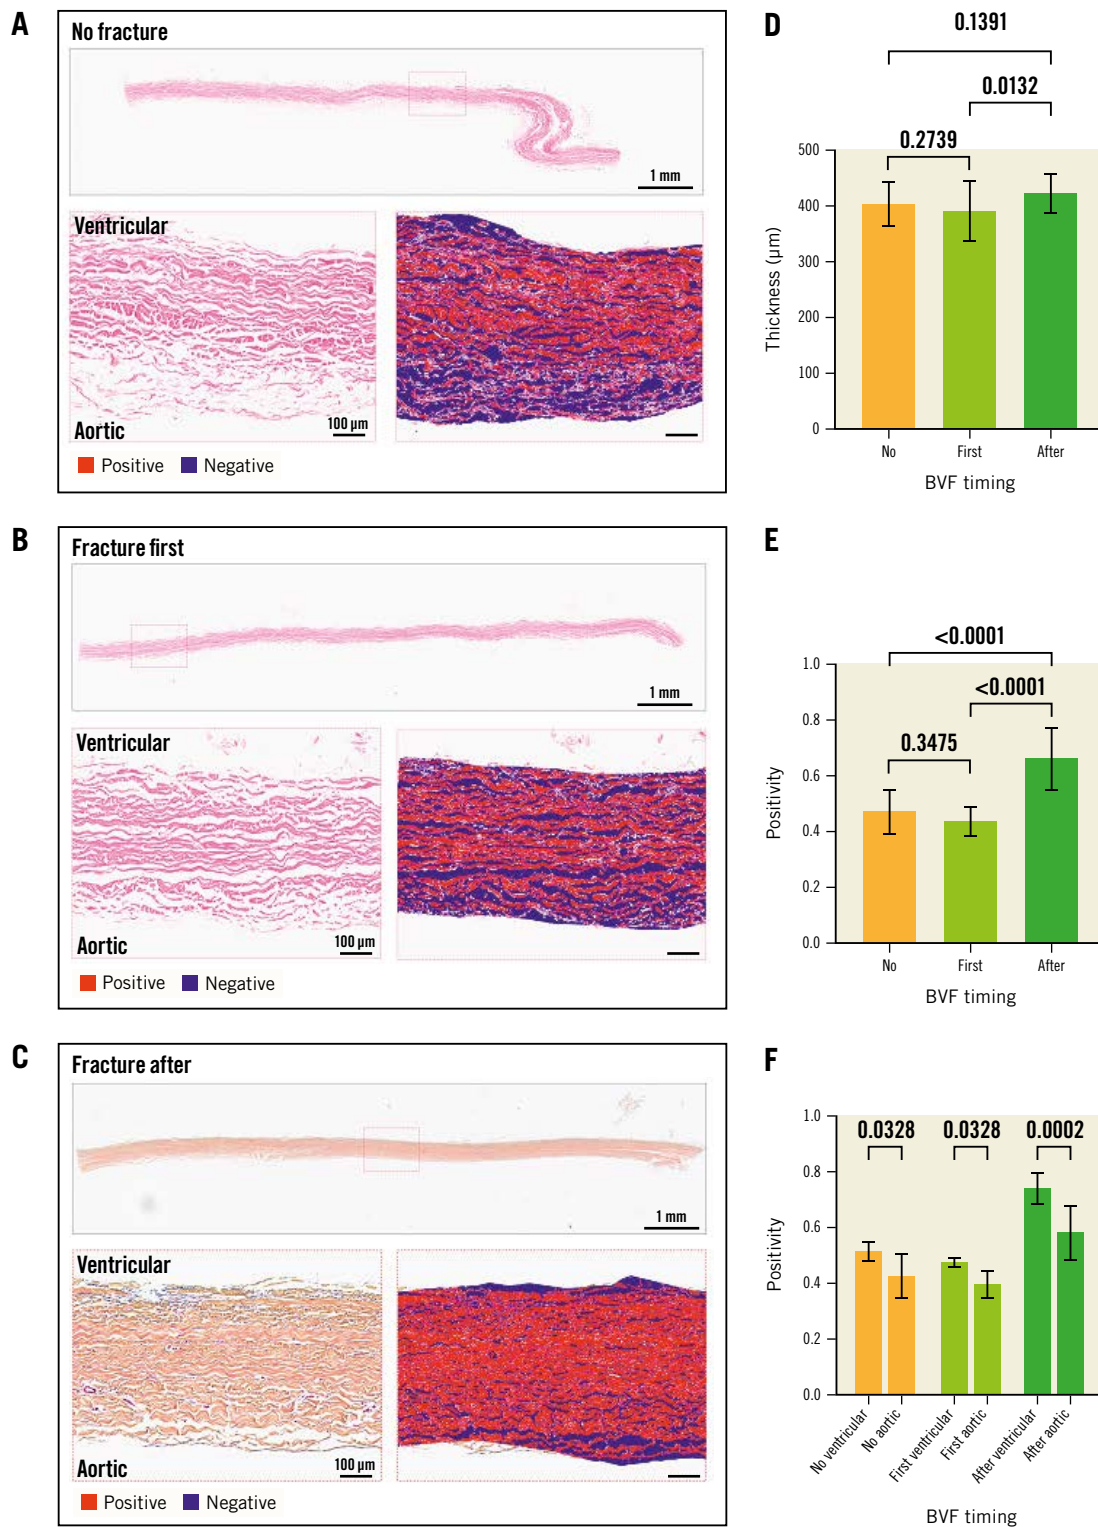 A
No fracture
1 mm
Ventricular
Aortic
100 µm
Positive Negative
B
Fracture first
1 mm
Ventricular
Aortic
100 µm
Positive Negative
C
Fracture after
1 mm
Ventricular
Aortic
100 µm
Positive Negative
D
0.1391
0.0132
0.2739
500
400
300
200
100
0
Thickness (µm)
No First After
BVF timing
E
<0.0001
<0.0001
0.3475
1.0
0.8
0.6
0.4
0.2
0.0
Positivity
No First After
BVF timing
F
1.0
0.8
0.6
0.4
0.2
0.0
Positivity
0.0328 0.0328 0.0002
No ventricular
No aortic
First ventricular
First aortic
After ventricular
After aortic
BVF timing